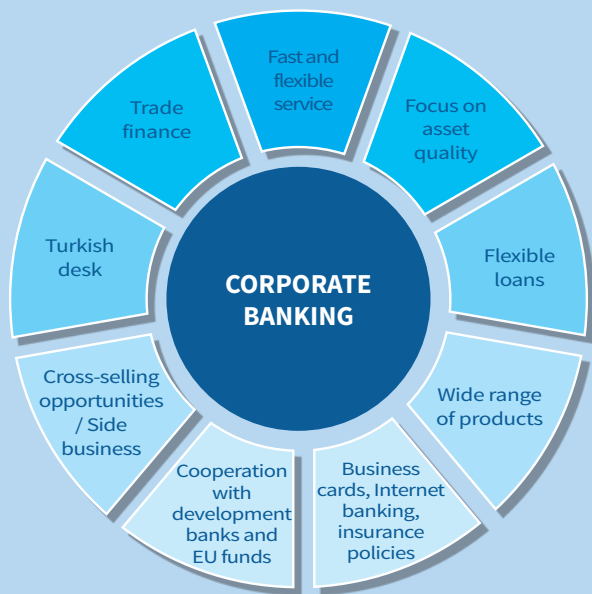 Fast and
flexible
service
Focus on
asset
quality
Flexible
loans
Wide range
of products
Business
cards, Internet
banking,
insurance
policies
Cooperation
with
development
banks and
EU funds
Cross-selling
opportunities
/ Side
business
Turkish
desk
Trade
finance
CORPORATE
BANKING